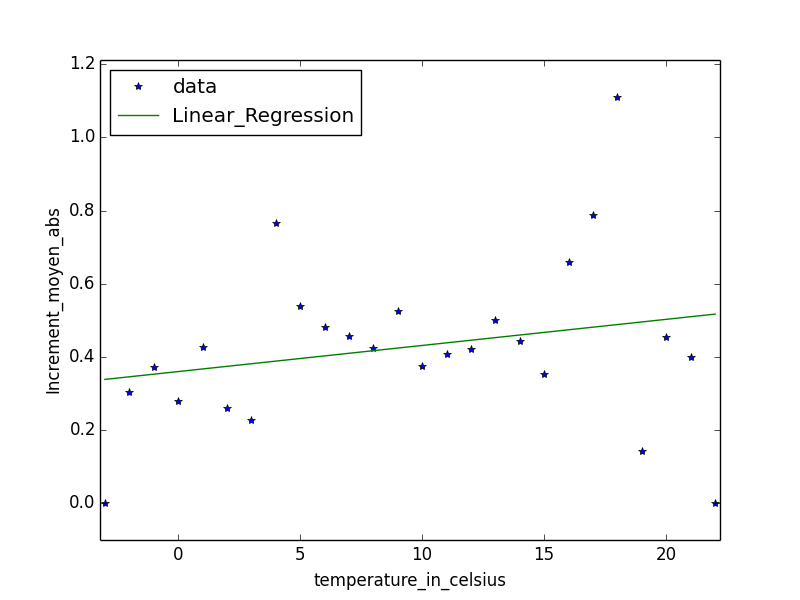 data
Linear_Regression
1.2
1.0
0.8
0.6
0.4
0.2
0.0
Increment_moyen_abs
0 5 10 15 20
temperature_in_celsius